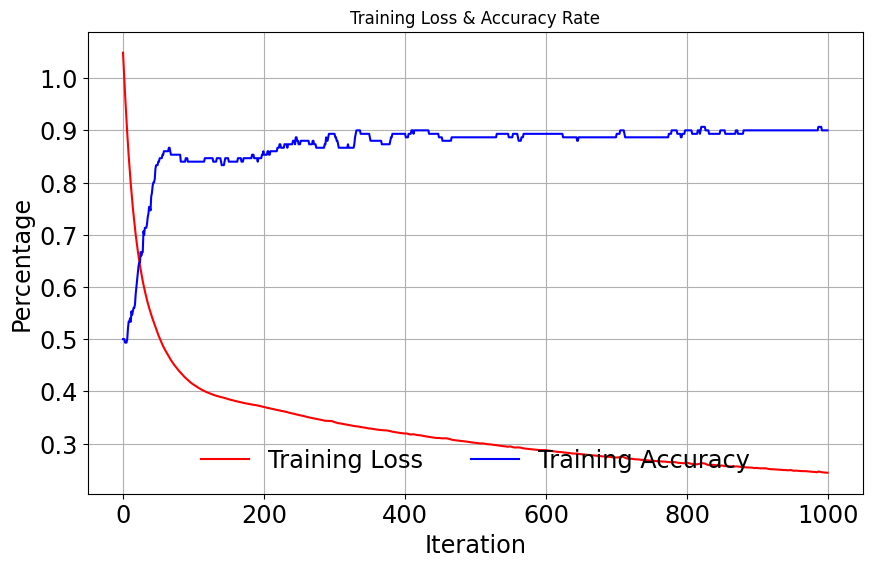 Training Loss & Accuracy Rate
1.0
0.9
0.8
0.7
0.6
0.5
0.4
0.3
Percentage
Training Loss
Training Accuracy
0 200 400 600 800 1000
Iteration